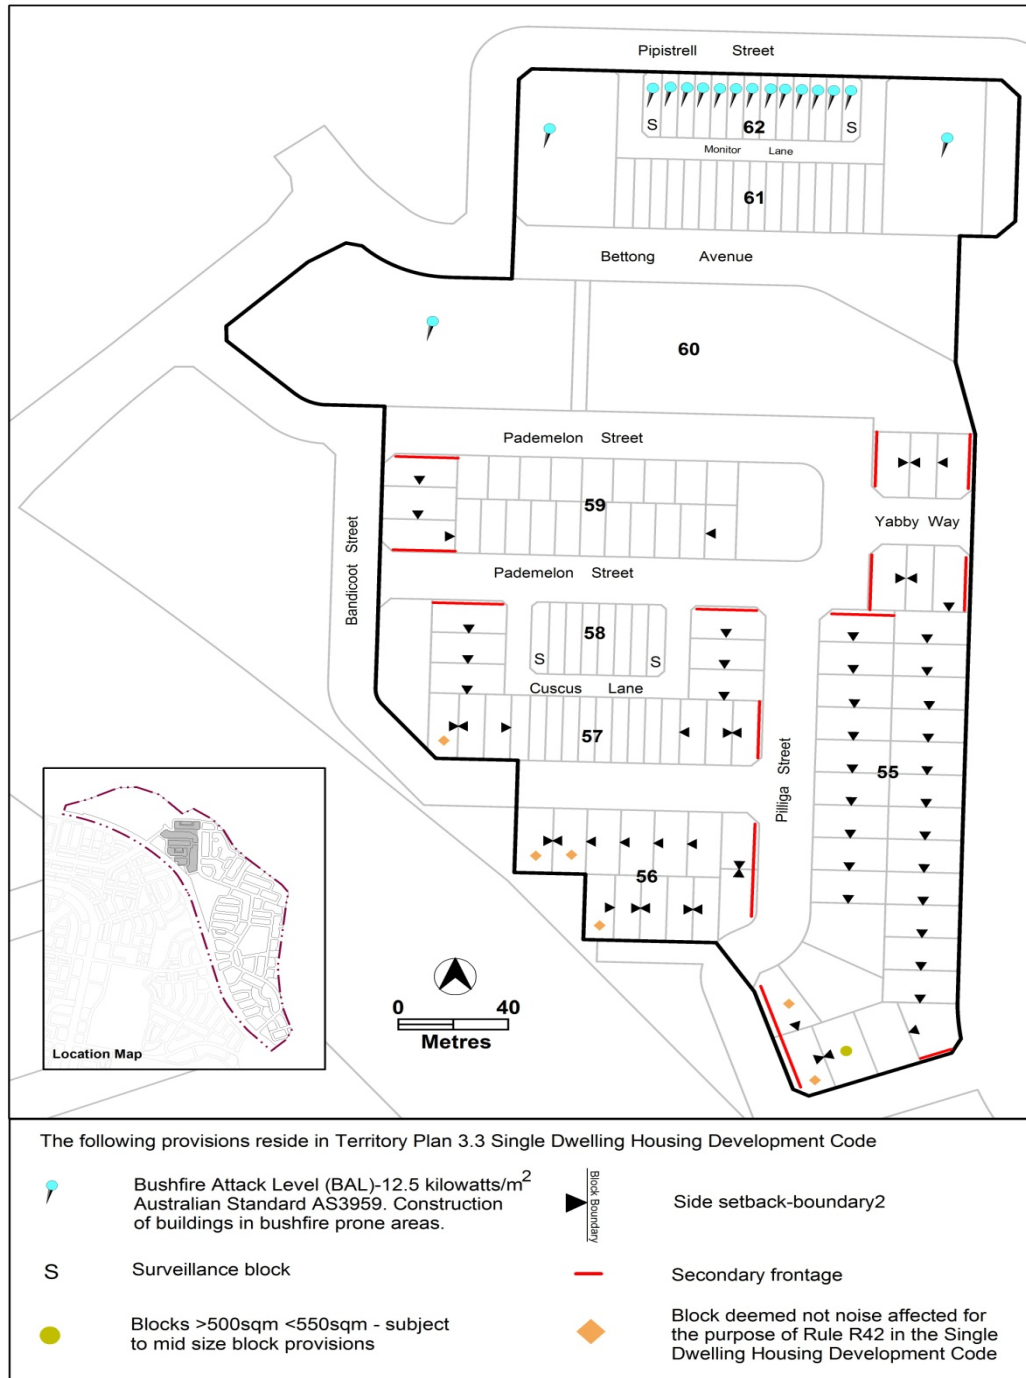 Pipistrell Street
S
62
S
Monitor Lane
61
Bettong Avenue
60
Pademelon Street
59
Yabby Way
Bandicoot Street
Pademelon Street
58
S
S
Cuscus Lane
57
Pilliga Street
55
56
0 40
Metres
Location Map
The following provisions reside in Territory Plan 3.3 Single Dwelling Housing Development Code
Bushfire Attack Level (BAL)-12.5 kilowatts/m²
Australian Standard AS3959. Construction
of buildings in bushfire prone areas.
Block Boundary
Side setback-boundary2
S
Surveillance block
Secondary frontage
Blocks >500sqm <550sqm - subject
to mid size block provisions
Block deemed not noise affected for
the purpose of Rule R42 in the Single
Dwelling Housing Development Code